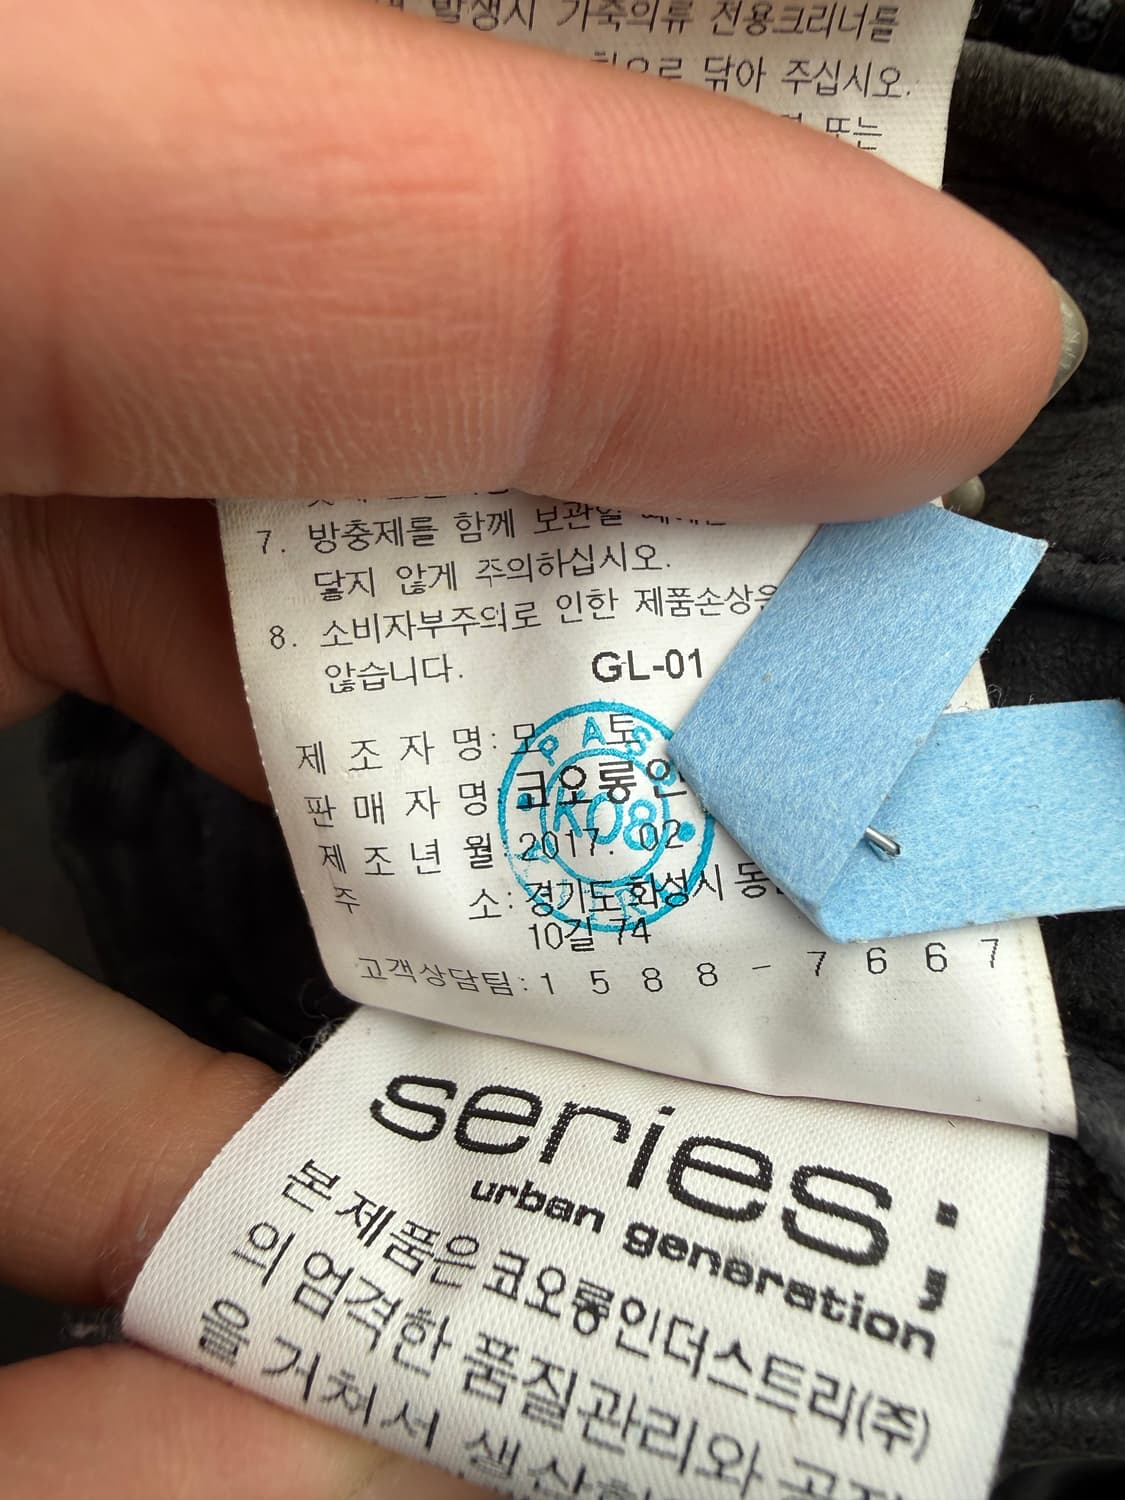 발생시 가죽의류 전용크리너를
닦아 주십시오.
또는
7. 방충제를 함께 보관할
닿지 않게 주의하십시오.
8. 소비자부주의로 인한 제품손상은
않습니다.
GL-01
제 조 자 명: 모 토
판 매 자 명: 코오롱인
제 조 년 월: 2017. 02
주 소: 경기도 화성시
10길 74
고객상담팀: 1 5 8 8 - 7 6 6 7
PASS
K08
series;
urban generation
본 제품은 코오롱인더스트리(주)
의 엄격한 품질관리와
을 거쳐서